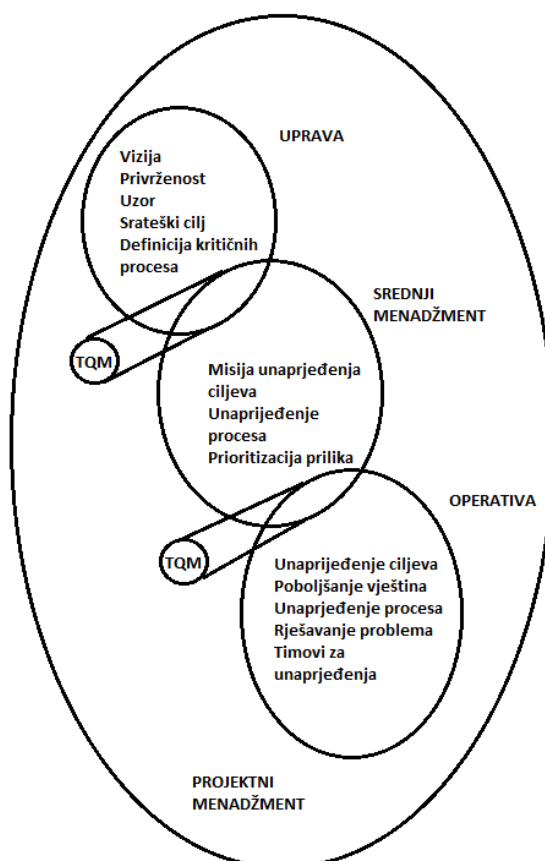 UPRAVA
Vizija
Privrženost
Uzor
Srateški cilj
Definicija kritičnih
procesa
SREDNJI
MENADŽMENT
TQM
Misija unaprjeđenja
ciljeva
Unaprijeđenje
procesa
Prioritizacija prilika
OPERATIVA
TQM
Unaprijeđenje ciljeva
Poboljšanje vještina
Unaprjeđenje procesa
Rješavanje problema
Timovi za
unaprjeđenja
PROJEKTNI
MENADŽMENT